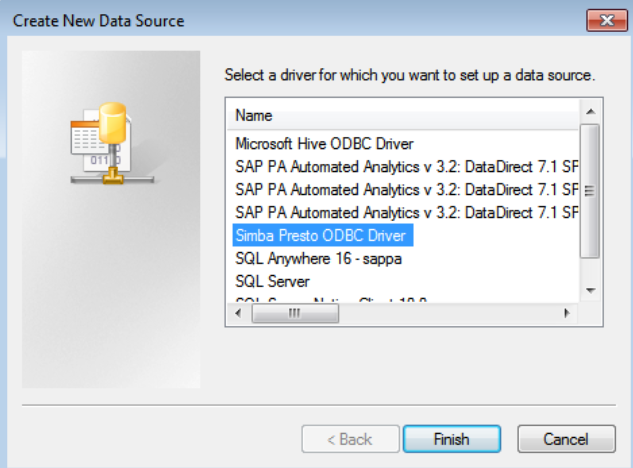 Create New Data Source
Select a driver for which you want to set up a data source.
Name
Microsoft Hive ODBC Driver
SAP PA Automated Analytics v 3.2: DataDirect 7.1 SF
SAP PA Automated Analytics v 3.2: DataDirect 7.1 SF
SAP PA Automated Analytics v 3.2: DataDirect 7.1 SF
Simba Presto ODBC Driver
SQL Anywhere 16 - sappa
SQL Server
< Back
Finish
Cancel